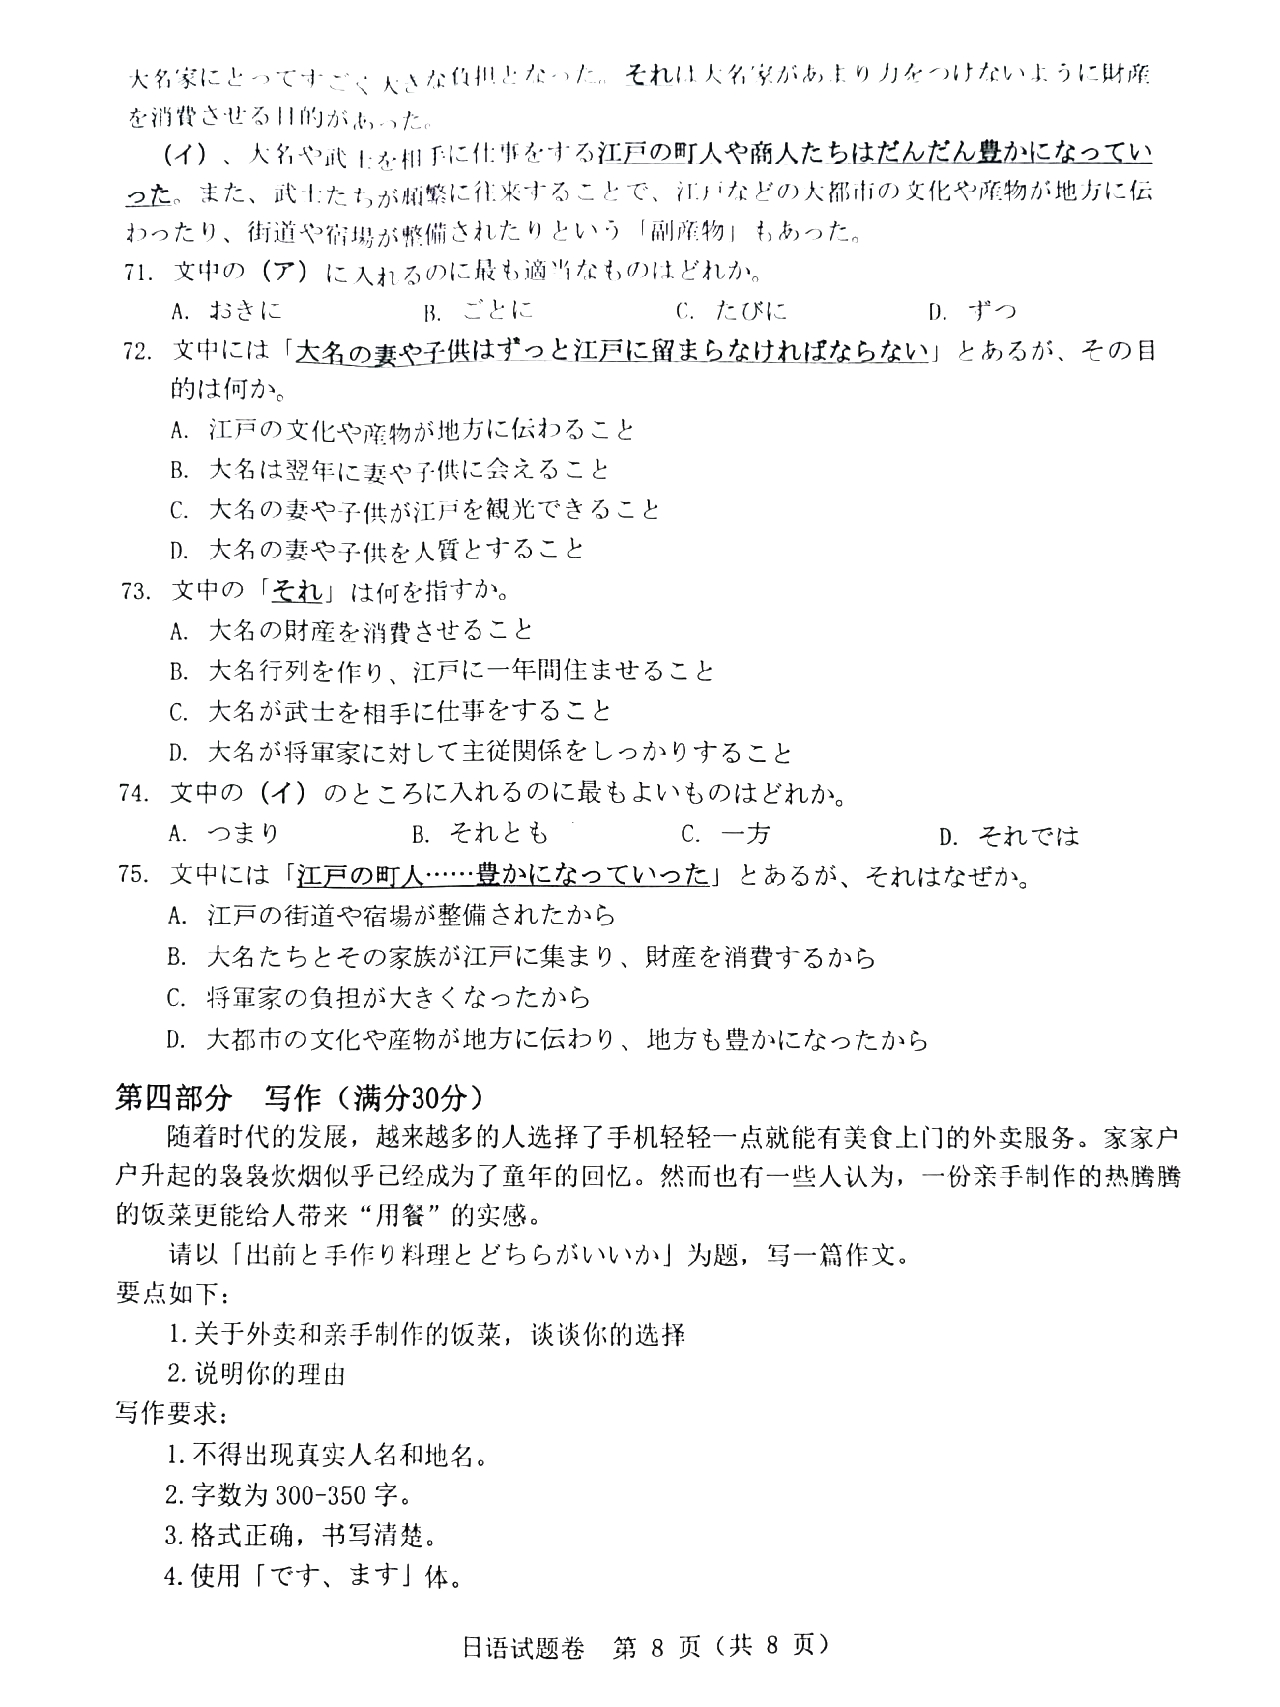 大名家にとってすごく大きな負担となった。それは大名家があまり力をつけないように財産
を消費させる目的があった。
（イ）、大名や武士を相手に仕事をする江戸の町人や商人たちはだんだん豊かになってい
った。また、武士たちが頻繁に往来することで、江戸などの大都市の文化や産物が地方に伝
わったり、街道や宿場が整備されたりという「副産物」もあった。
71. 文中の（ア）に入れるのに最も適当なものはどれか。
A. おきに B. ごとに C. たびに D. ずつ
72. 文中には「大名の妻や子供はずっと江戸に留まらなければならない」とあるが、その目
的は何か。
A. 江戸の文化や産物が地方に伝わること
B. 大名は翌年に妻や子供に会えること
C. 大名の妻や子供が江戸を観光できること
D. 大名の妻や子供を人質とすること
73. 文中の「それ」は何を指すか。
A. 大名の財産を消費させること
B. 大名行列を作り、江戸に一年間住ませること
C. 大名が武士を相手に仕事をすること
D. 大名が将軍家に対して主従関係をしっかりすること
74. 文中の（イ）のところに入れるのに最もよいものはどれか。
A. つまり B. それとも C. 一方 D. それでは
75. 文中には「江戸の町人……豊かになっていった」とあるが、それはなぜか。
A. 江戸の街道や宿場が整備されたから
B. 大名たちとその家族が江戸に集まり、財産を消費するから
C. 将軍家の負担が大きくなったから
D. 大都市の文化や産物が地方に伝わり、地方も豊かになったから
第四部分 写作（满分30分）
随着时代的发展，越来越多的人选择了手机轻轻一点就能有美食上门的外卖服务。家家户
户升起的袅袅炊烟似乎已经成为了童年的回忆。然而也有一些人认为，一份亲手制作的热腾腾
的饭菜更能给人带来“用餐”的实感。
请以「出前と手作り料理とどちらがいいか」为题，写一篇作文。
要点如下：
1.关于外卖和亲手制作的饭菜，谈谈你的选择
2.说明你的理由
写作要求：
1.不得出现真实人名和地名。
2.字数为300-350字。
3.格式正确，书写清楚。
4.使用「です、ます」体。
日语试题卷 第 8 页（共 8 页）